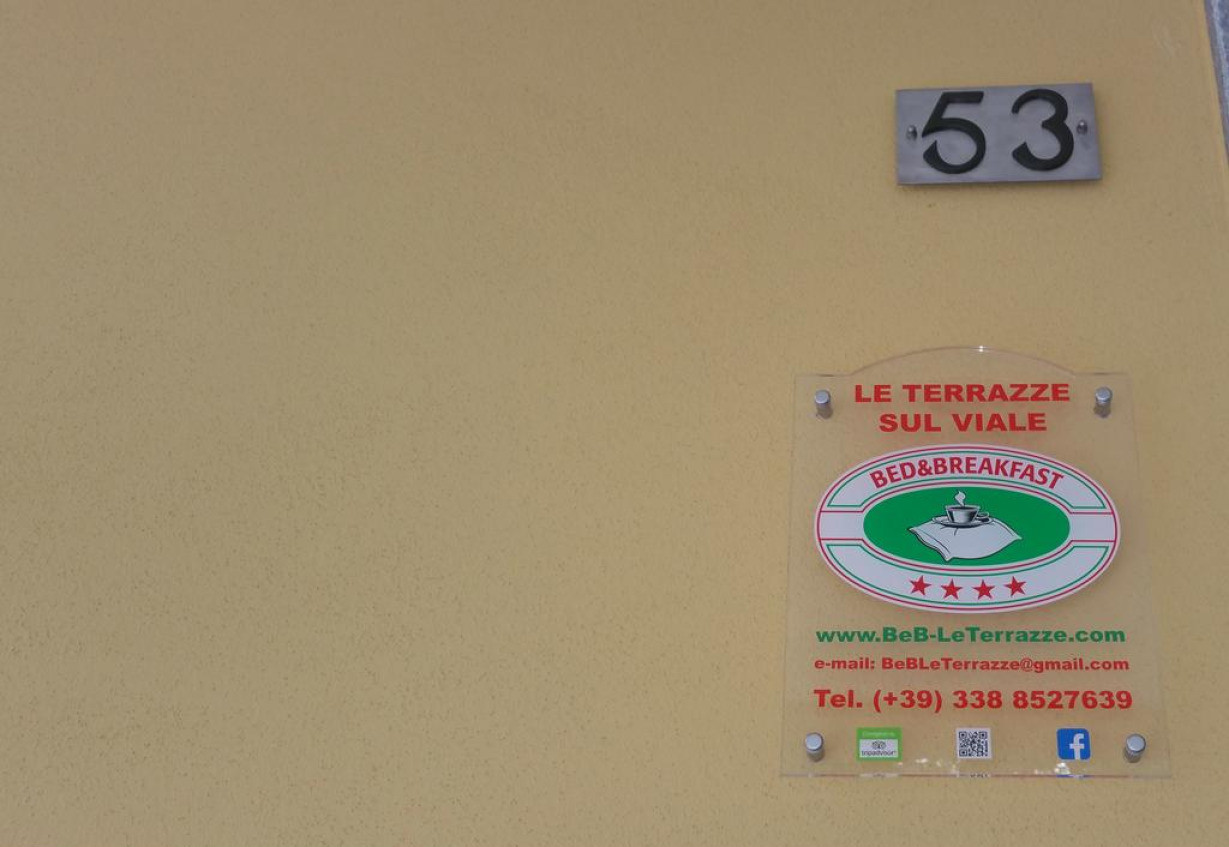 53
LE TERRAZZE
SUL VIALE
BED&BREAKFAST
www.BeB-LeTerrazze.com
e-mail: BeBLeTerrazze@gmail.com
Tel. (+39) 338 8527639
tripadvisor